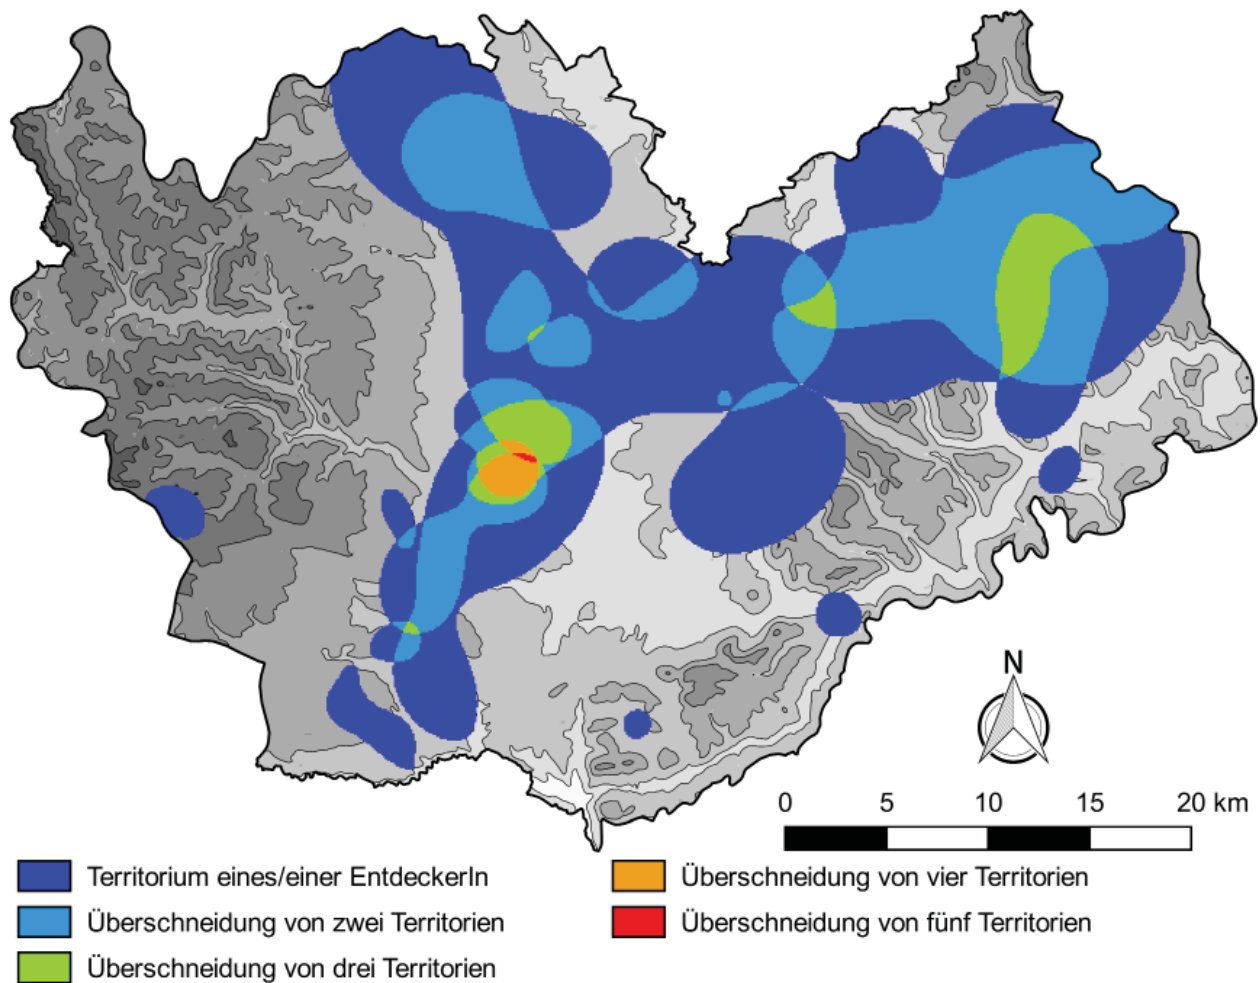 N
0 5 10 15 20 km
Territorium eines/einer EntdeckerIn
Überschneidung von zwei Territorien
Überschneidung von drei Territorien
Überschneidung von vier Territorien
Überschneidung von fünf Territorien